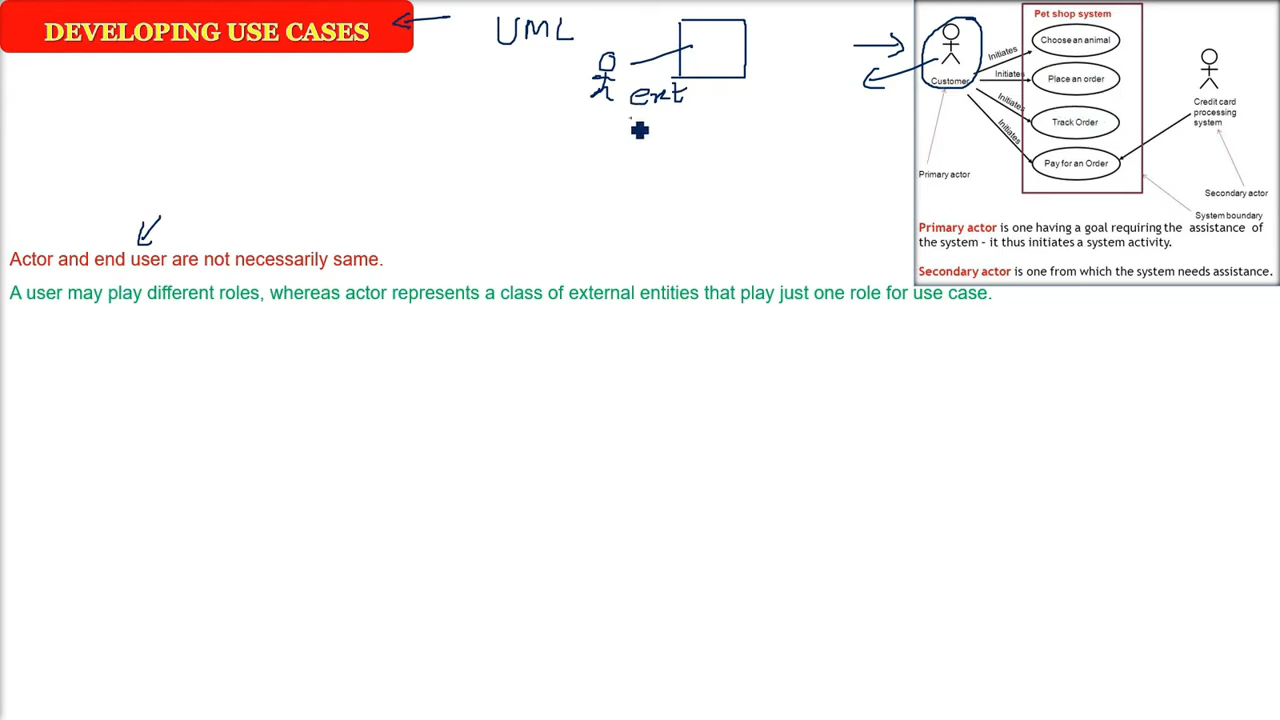 DEVELOPING USE CASES
UML
ext
Pet shop system
Choose an animal
Initiates
Customer
Initiates
Place an order
Initiates
Track Order
Initiates
Pay for an Order
Credit card
processing
system
Primary actor
Secondary actor
System boundary
Primary actor is one having a goal requiring the assistance of
the system - it thus initiates a system activity.
Secondary actor is one from which the system needs assistance.
Actor and end user are not necessarily same.
A user may play different roles, whereas actor represents a class of external entities that play just one role for use case.